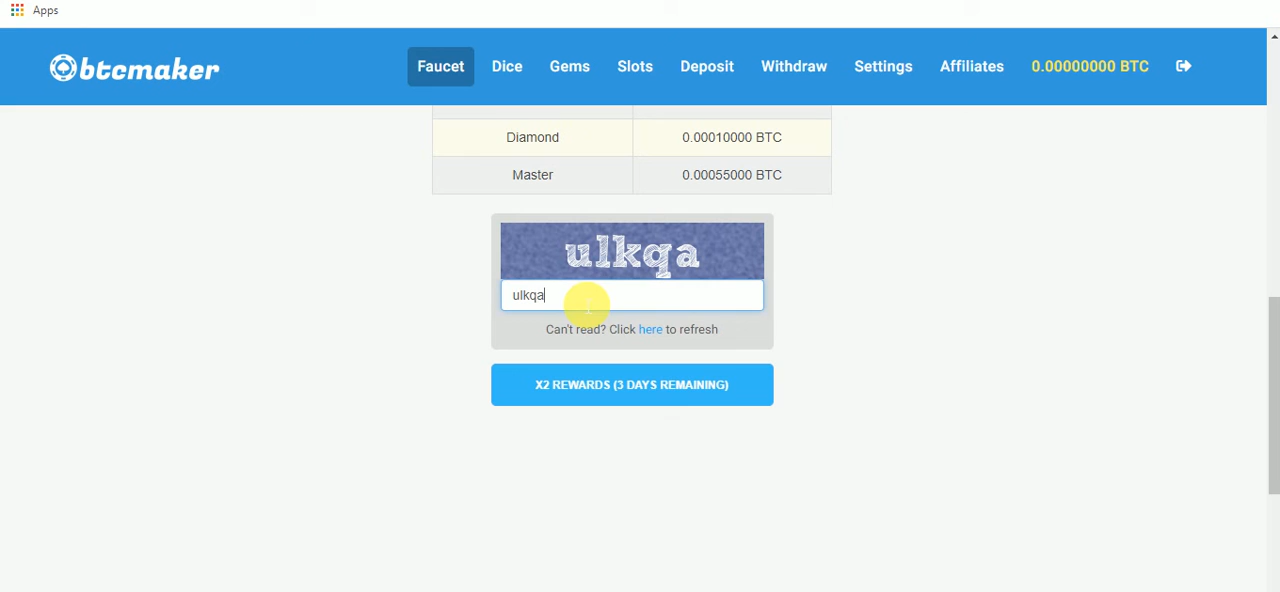 Apps
btcmaker Faucet Dice Gems Slots Deposit Withdraw Settings Affiliates 0.00000000 BTC
Diamond 0.00010000 BTC
Master 0.00055000 BTC
ulkqa
ulkqa
Can't read? Click here to refresh
X2 REWARDS (3 DAYS REMAINING)